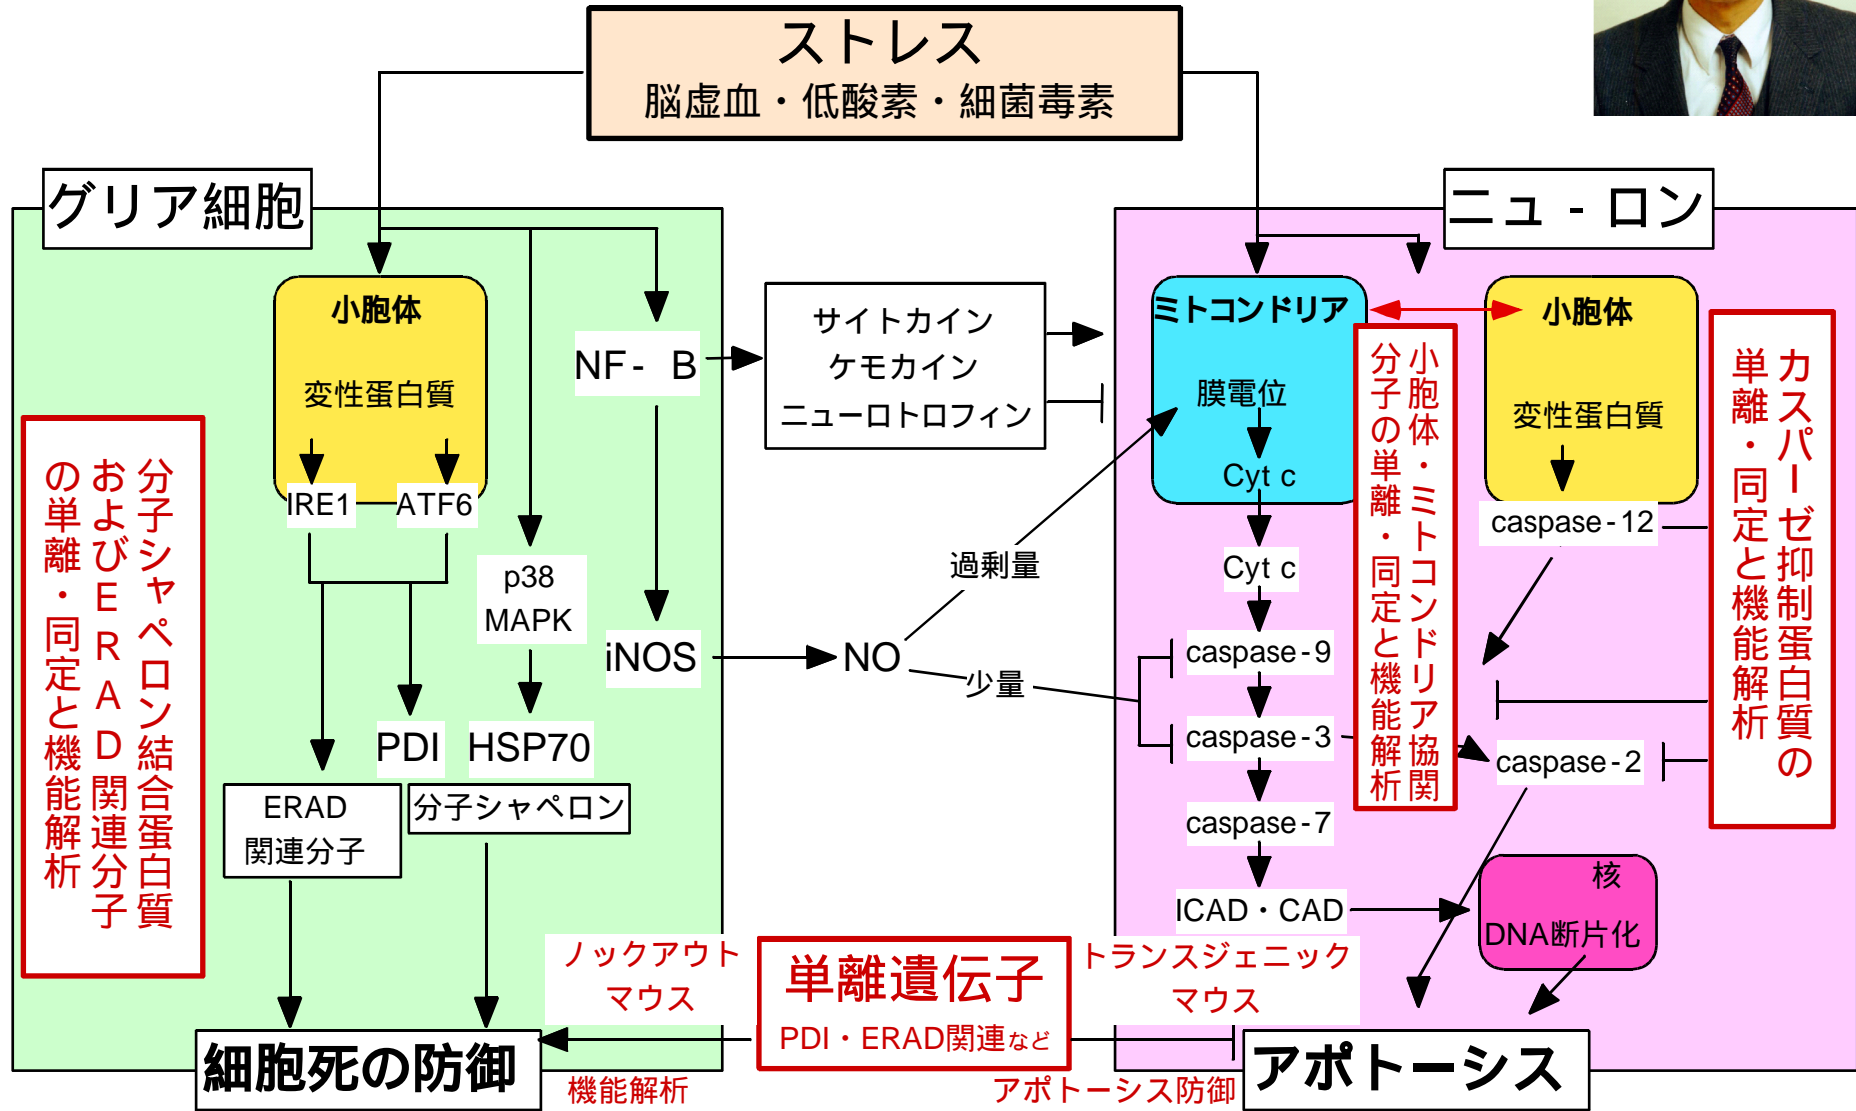 ストレス
脳虚血・低酸素・細菌毒素
グリア細胞
小胞体
変性蛋白質
IRE1
ATF6
NF- B
p38
MAPK
iNOS
PDI
HSP70
ERAD
関連分子
分子シャペロン
細胞死の防御
分子シャペロン結合蛋白質
およびERAD関連分子
の単離・同定と機能解析
サイトカイン
ケモカイン
ニューロトロフィン
過剰量
NO
少量
ニュ-ロン
ミトコンドリア
膜電位
Cyt c
Cyt c
caspase-9
caspase-3
caspase-7
ICAD・CAD
小胞体・ミトコンドリア協関
分子の単離・同定と機能解析
小胞体
変性蛋白質
caspase-12
caspase-2
カスパーゼ抑制蛋白質の
単離・同定と機能解析
核
DNA断片化
アポトーシス
ノックアウト
マウス
単離遺伝子
PDI・ERAD関連など
トランスジェニック
マウス
機能解析
アポトーシス防御